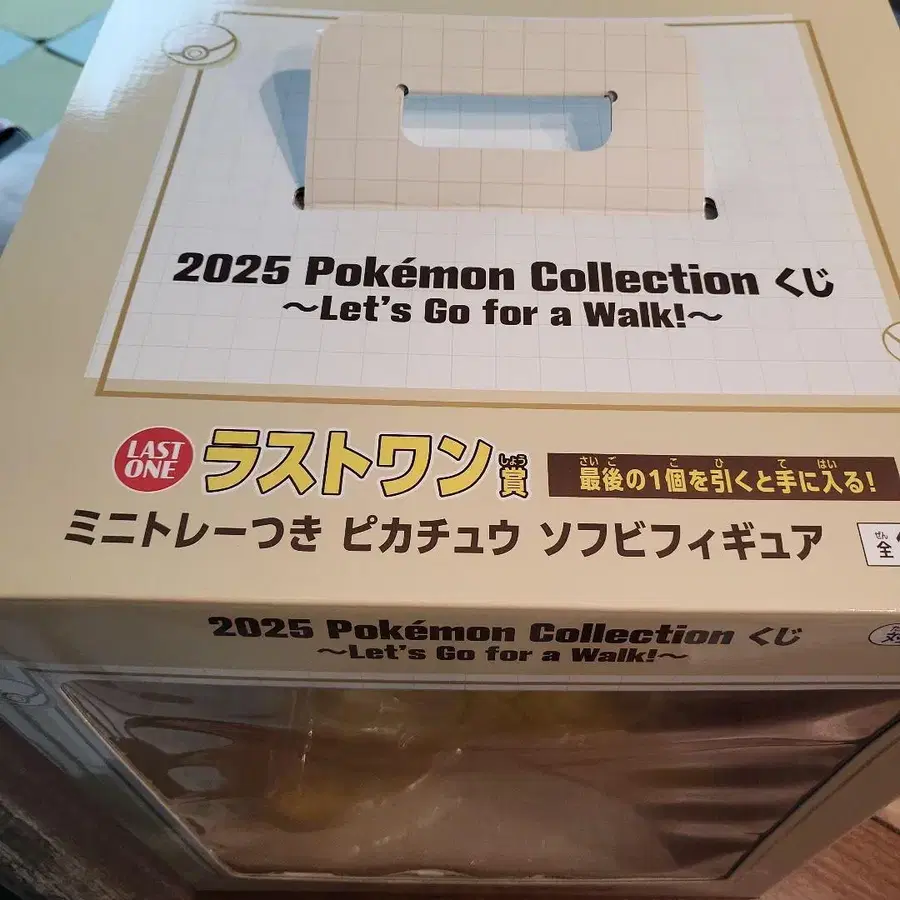 2025 Pokémon Collection くじ
～Let's Go for a Walk!～
LAST
ONE
ラストワン賞
しょう
さいご こ ひ て はい
最後の1個を引くと手に入る!
ミニトレーつき ピカチュウ ソフビフィギュア
ぜん
全
2025 Pokémon Collection くじ
～Let's Go for a Walk!～